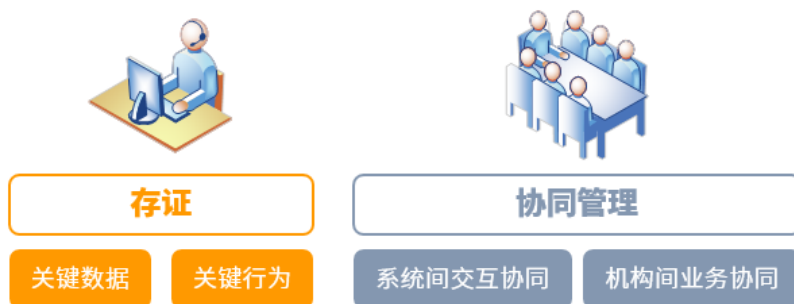 存证
协同管理
关键数据
关键行为
系统间交互协同
机构间业务协同